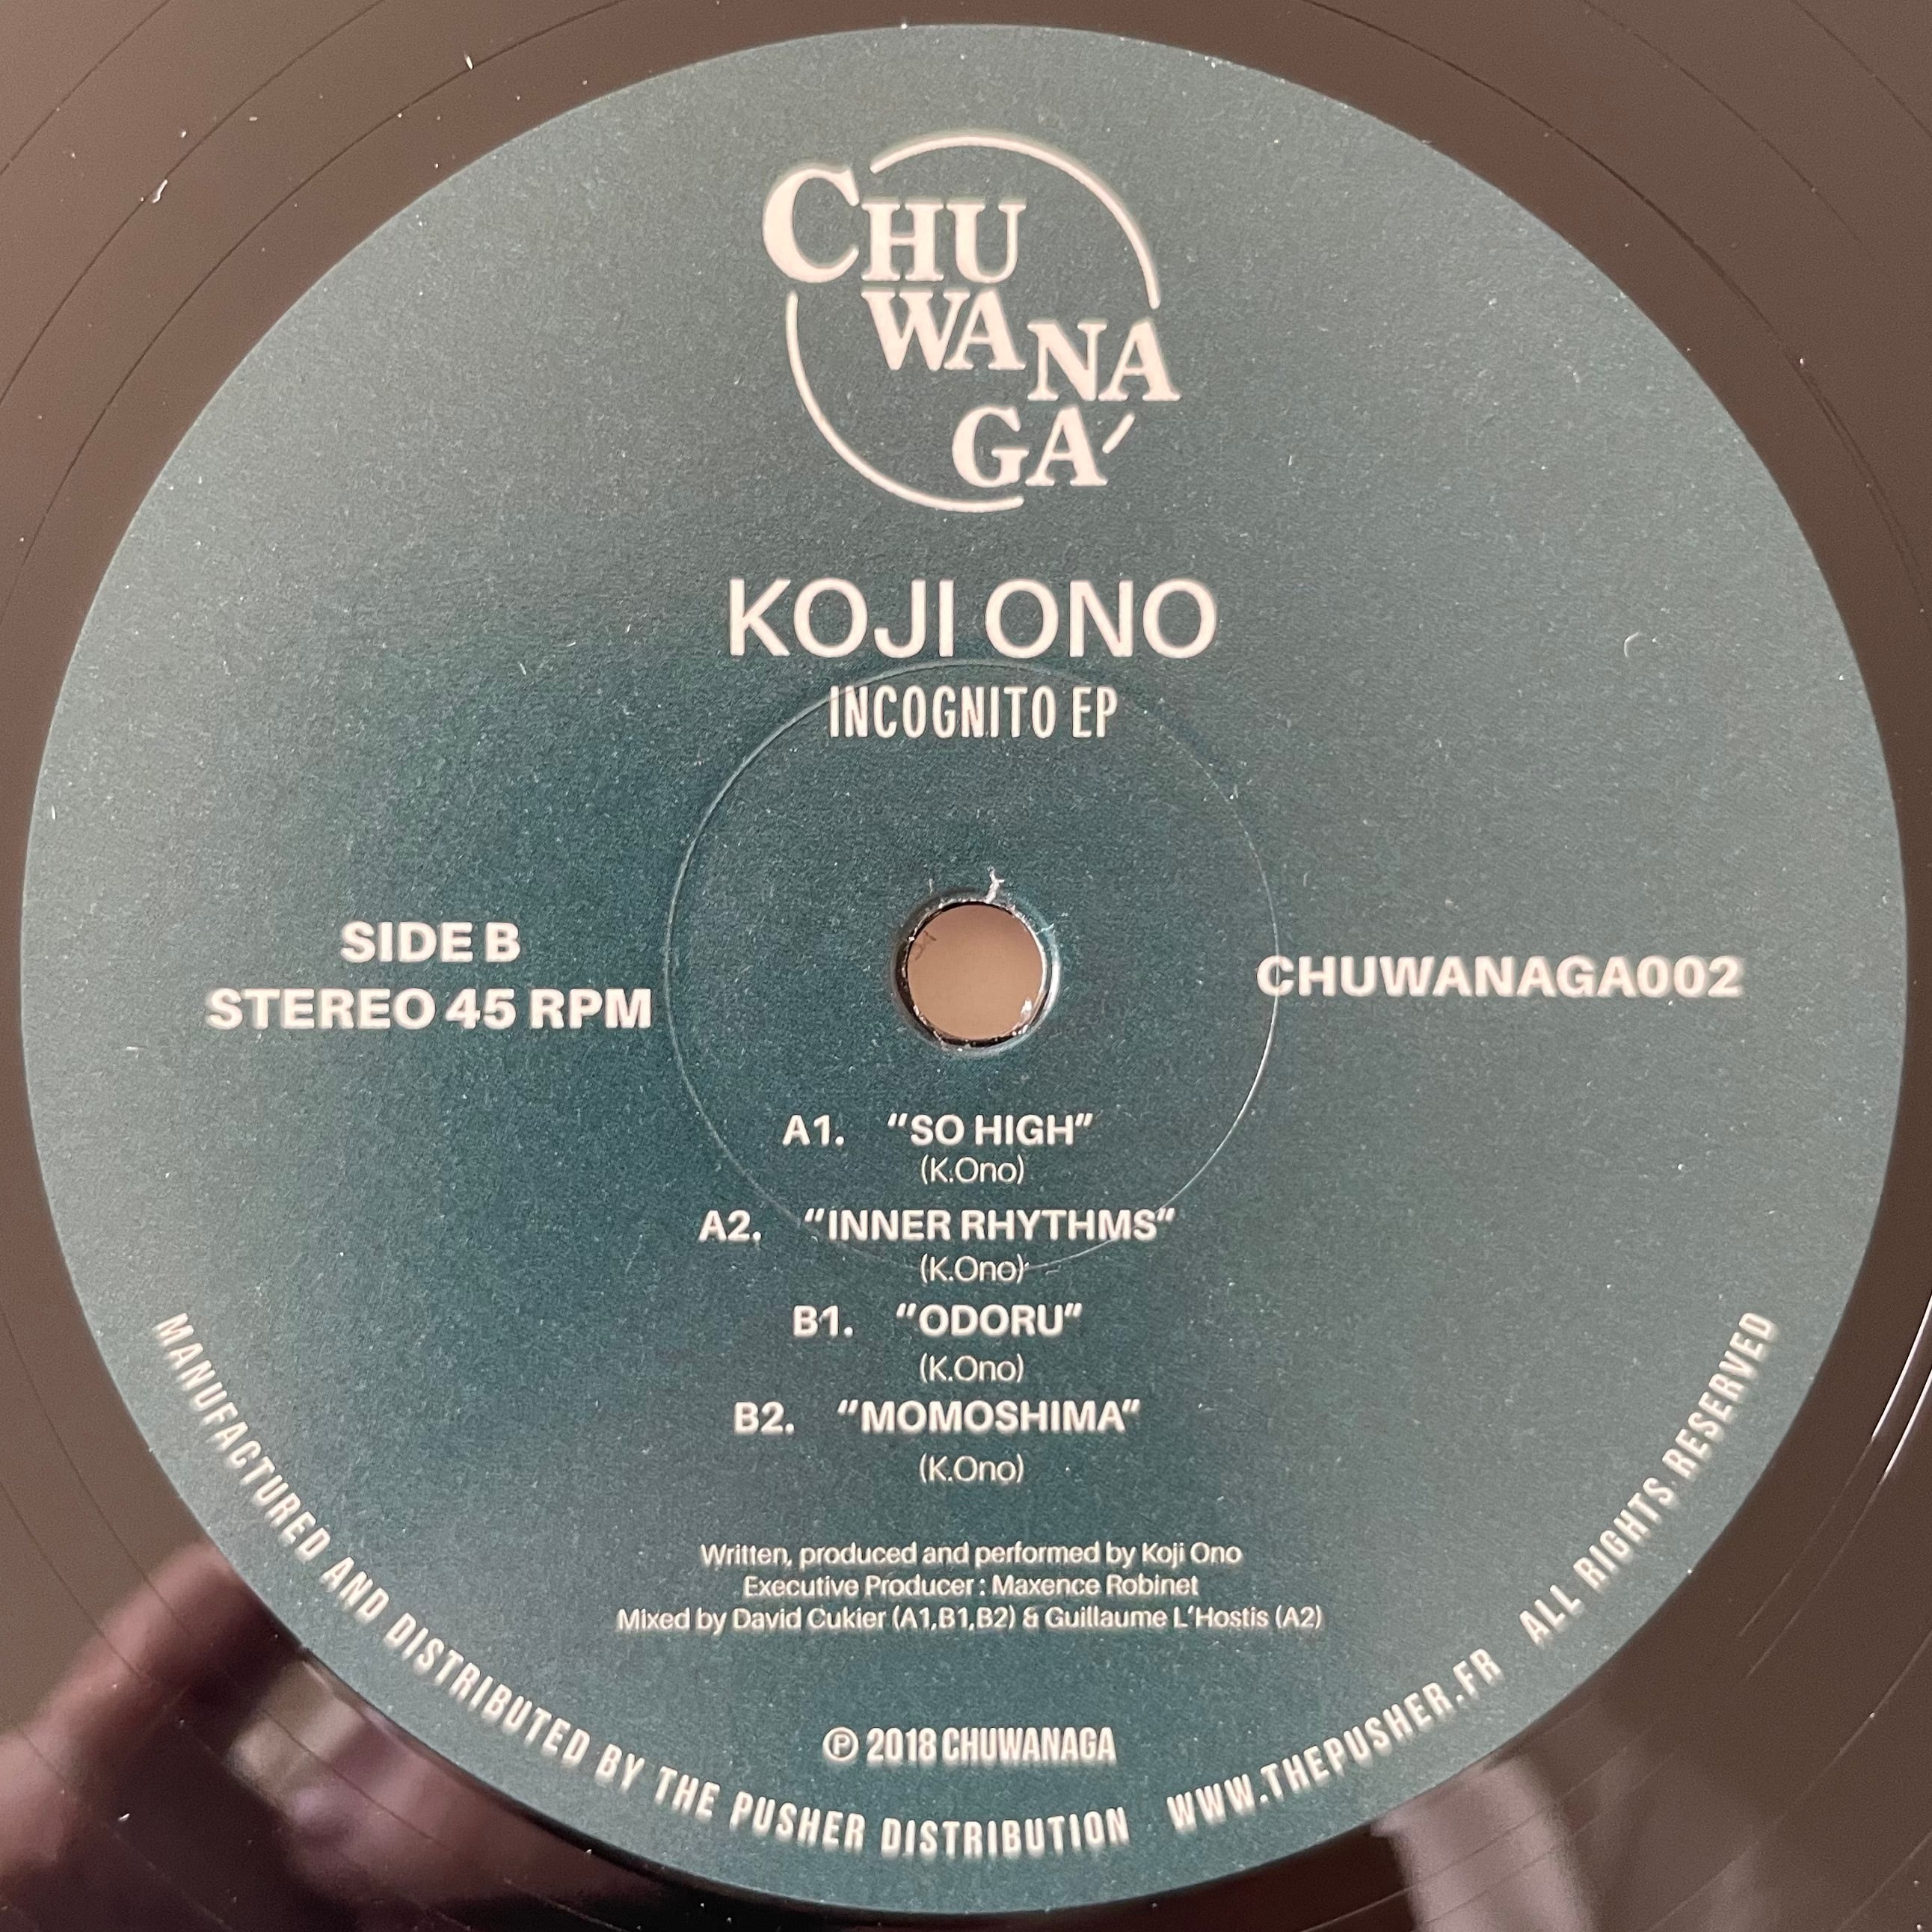 CHU
WA
NA
GA
KOJI ONO
INCOGNITO EP
SIDE B
STEREO 45 RPM
CHUWANAGA002
A1. “SO HIGH”
(K.Ono)
A2. “INNER RHYTHMS”
(K.Ono)
B1. “ODORU”
(K.Ono)
B2. “MOMOSHIMA”
(K.Ono)
Written, produced and performed by Koji Ono
Executive Producer : Maxence Robinet
Mixed by David Cukier (A1,B1,B2) & Guillaume L’Hostis (A2)
℗ 2018 CHUWANAGA
MANUFACTURED AND DISTRIBUTED BY THE PUSHER DISTRIBUTION WWW.THEPUSHER.FR ALL RIGHTS RESERVED